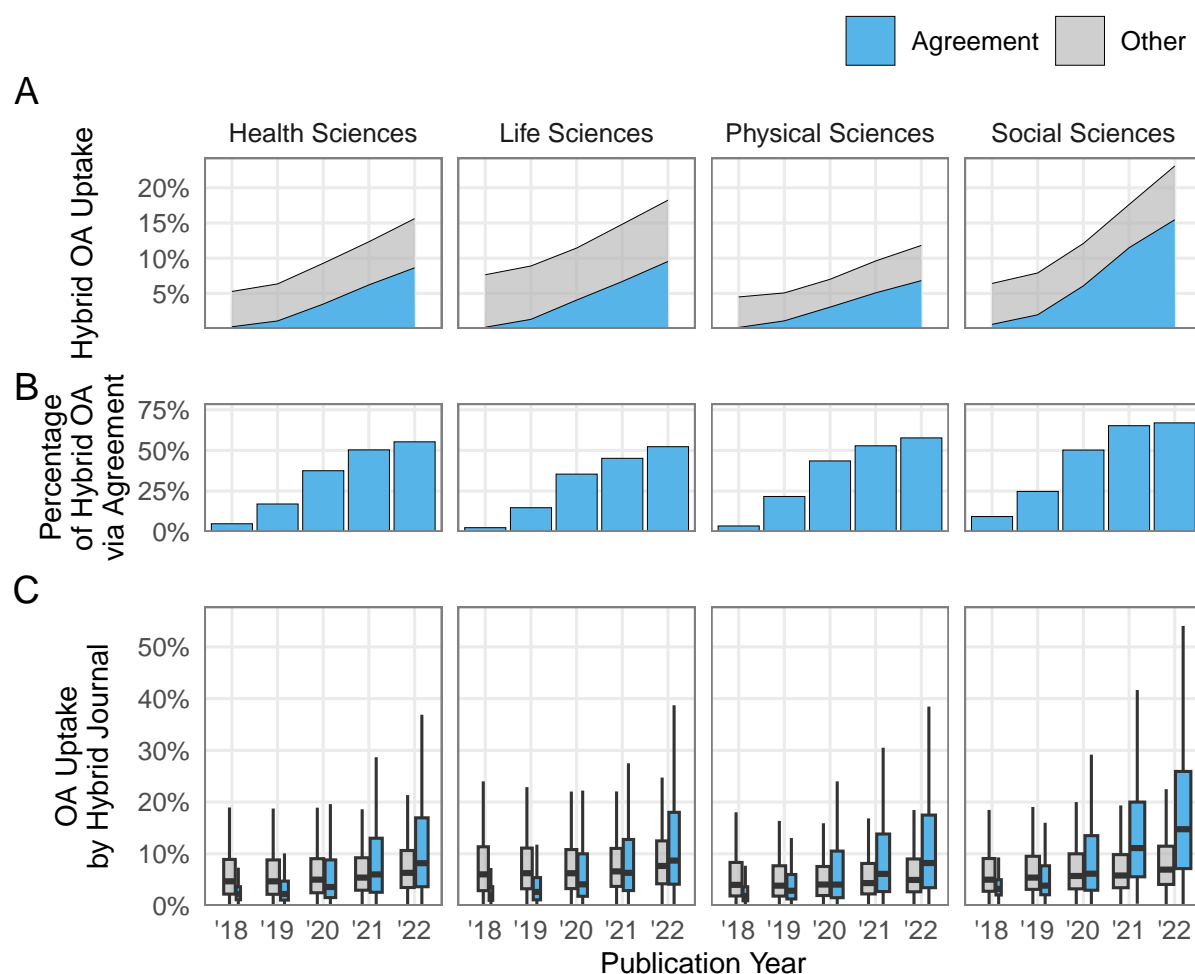 Agreement Other
A
Health Sciences Life Sciences Physical Sciences Social Sciences
Hybrid OA Uptake
20%
15%
10%
5%
B
Percentage
of Hybrid OA
via Agreement
75%
50%
25%
0%
C
OA Uptake
by Hybrid Journal
50%
40%
30%
20%
10%
0%
'18 '19 '20 '21 '22 '18 '19 '20 '21 '22 '18 '19 '20 '21 '22 '18 '19 '20 '21 '22
Publication Year